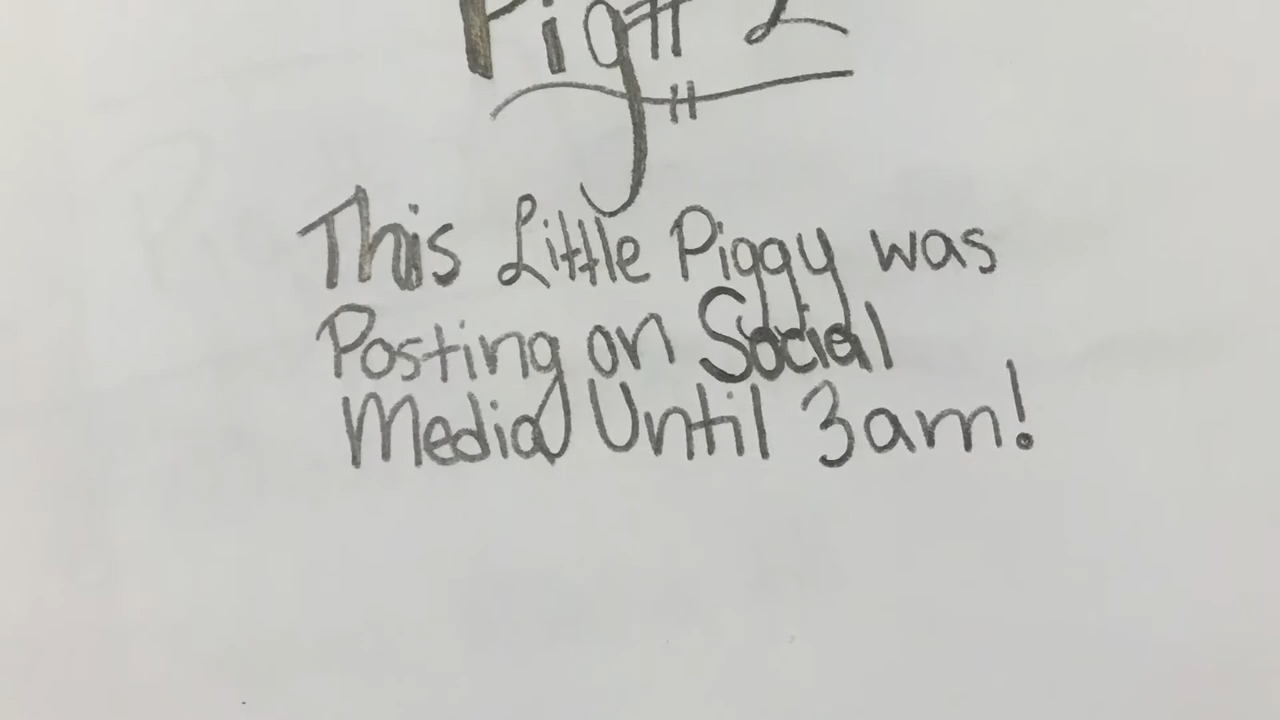 Pig# 2
This Little Piggy was
Posting on Social
Media Until 3am!